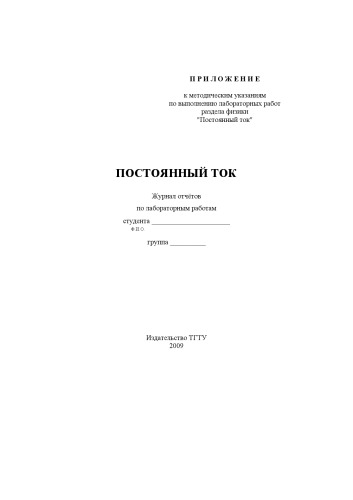 П Р И Л О Ж Е Н И Е
к методическим указаниям
по выполнению лабораторных работ
раздела физики
"Постоянный ток"
ПОСТОЯННЫЙ ТОК
Журнал отчётов
по лабораторным работам
студента ______________________
Ф И О
группа __________
Издательство ТГТУ
2009